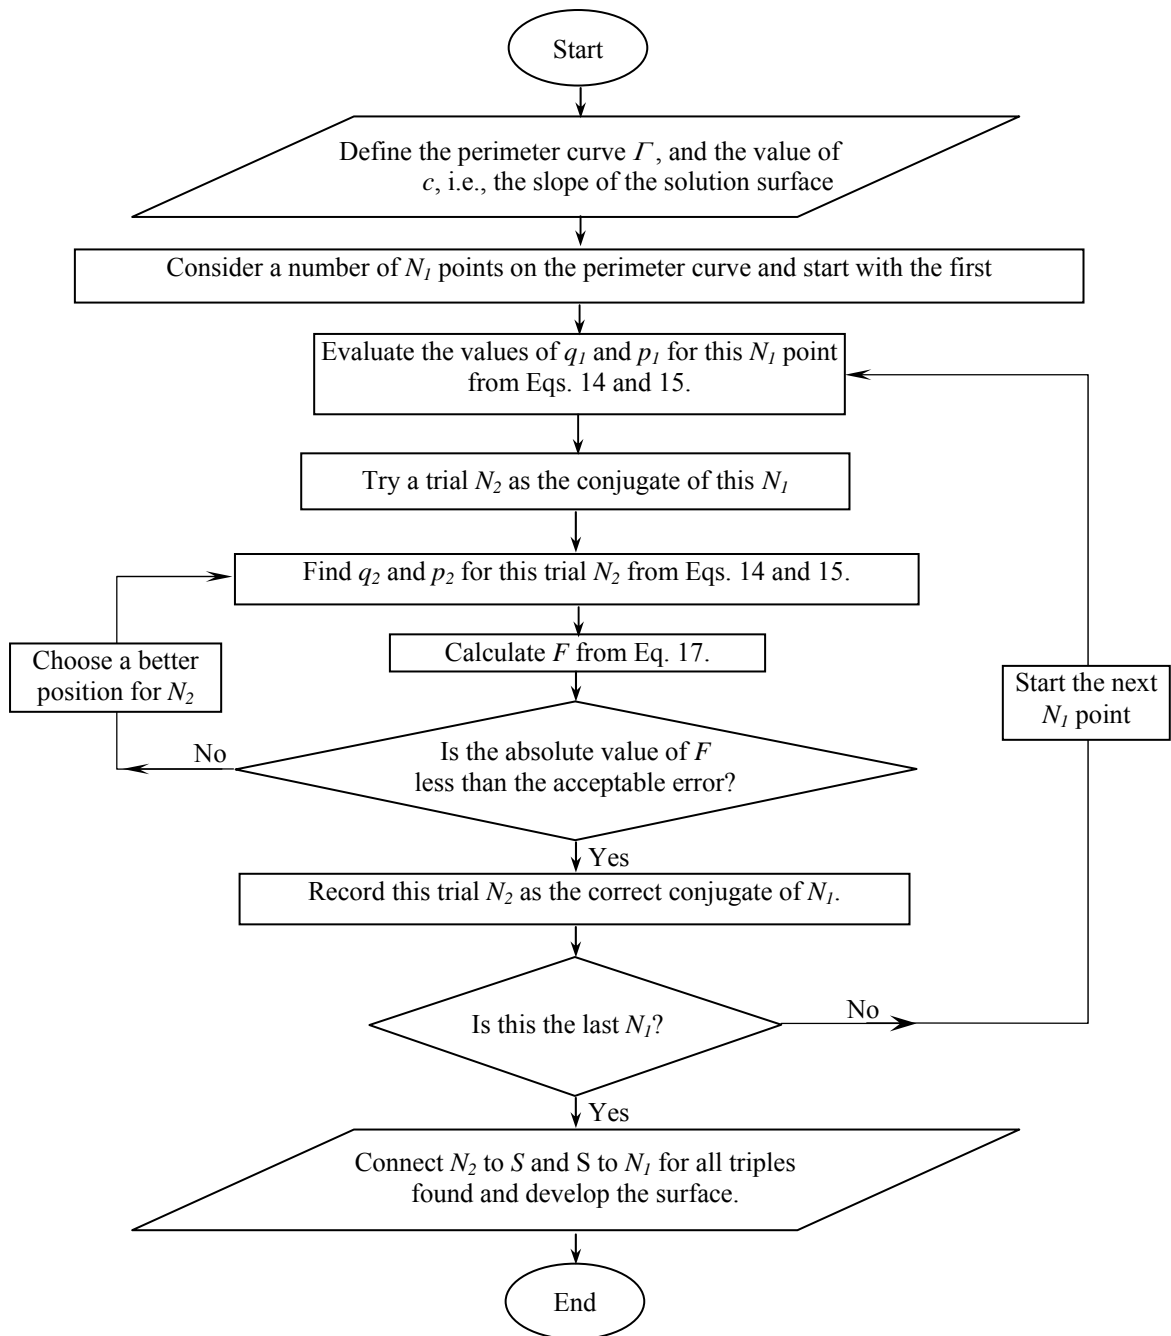 Start
Define the perimeter curve Γ, and the value of
c, i.e., the slope of the solution surface
Consider a number of N1 points on the perimeter curve and start with the first
Evaluate the values of q1 and p1 for this N1 point
from Eqs. 14 and 15.
Try a trial N2 as the conjugate of this N1
Find q2 and p2 for this trial N2 from Eqs. 14 and 15.
Calculate F from Eq. 17.
Choose a better
position for N2
Start the next
N1 point
No
Is the absolute value of F
less than the acceptable error?
Yes
Record this trial N2 as the correct conjugate of N1.
Is this the last N1?
No
Yes
Connect N2 to S and S to N1 for all triples
found and develop the surface.
End